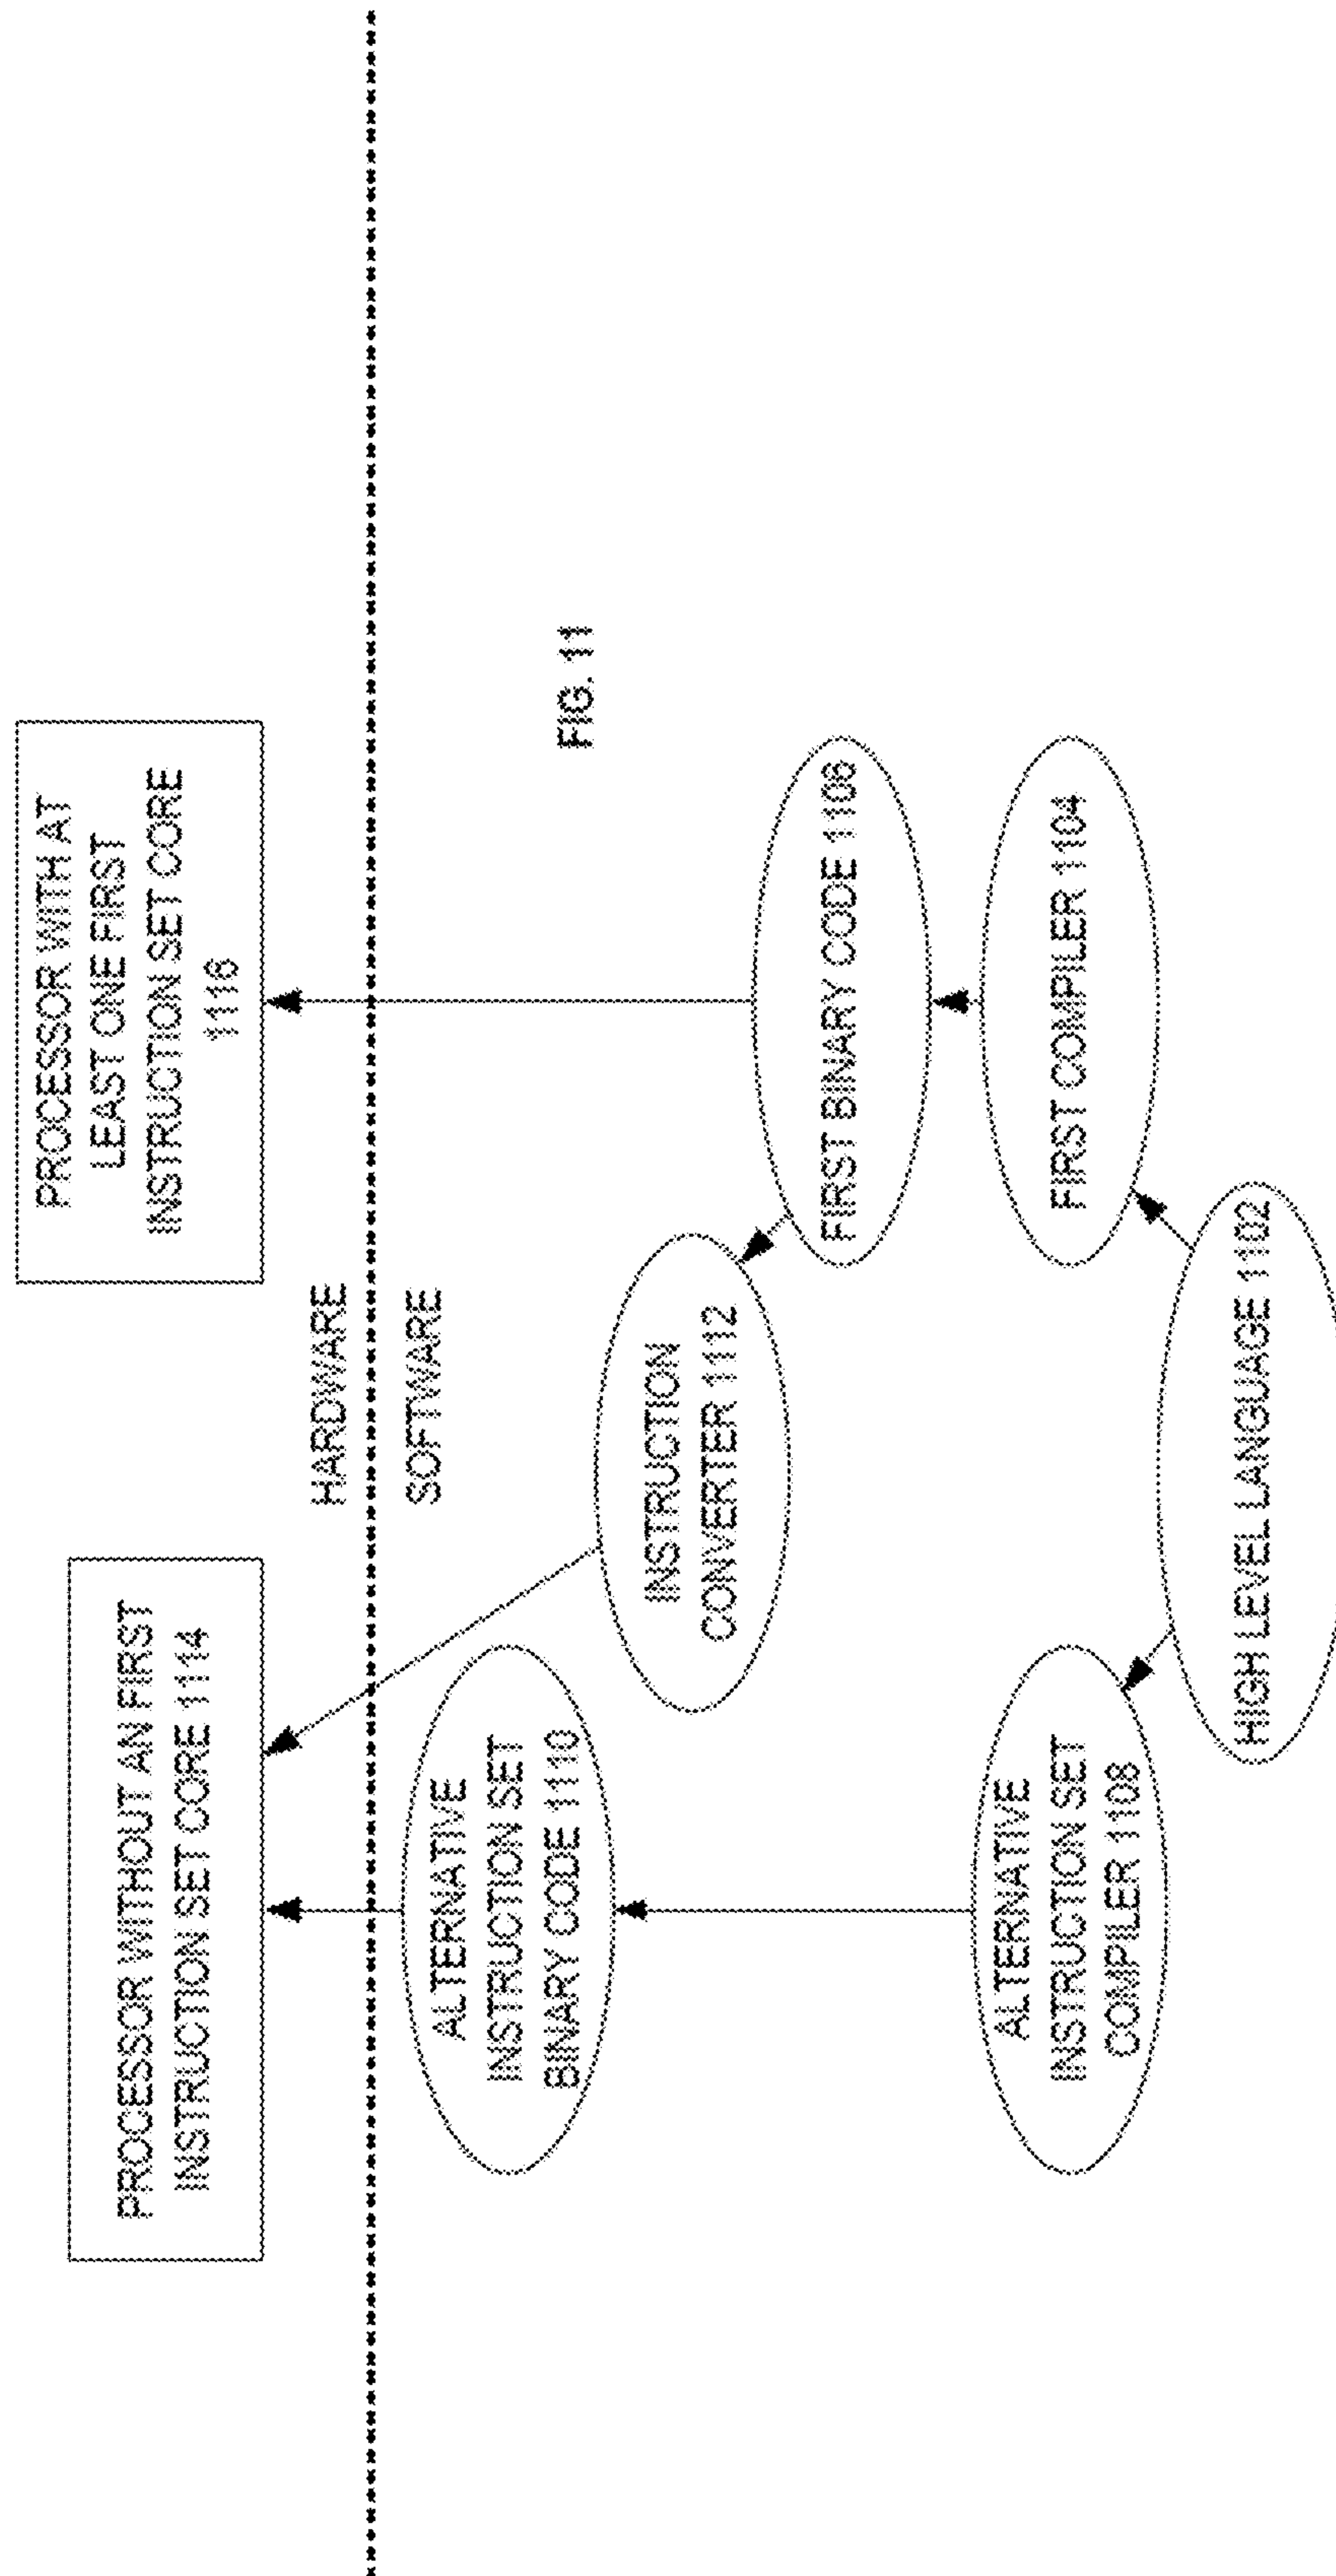 PROCESSOR WITHOUT AN FIRST
INSTRUCTION SET CORE 1114
PROCESSOR WITH AT
LEAST ONE FIRST
INSTRUCTION SET CORE
1116
HARDWARE
SOFTWARE
ALTERNATIVE
INSTRUCTION SET
BINARY CODE 1110
INSTRUCTION
CONVERTER 1112
FIG. 11
FIRST BINARY CODE 1106
ALTERNATIVE
INSTRUCTION SET
COMPILER 1108
FIRST COMPILER 1104
HIGH LEVEL LANGUAGE 1102